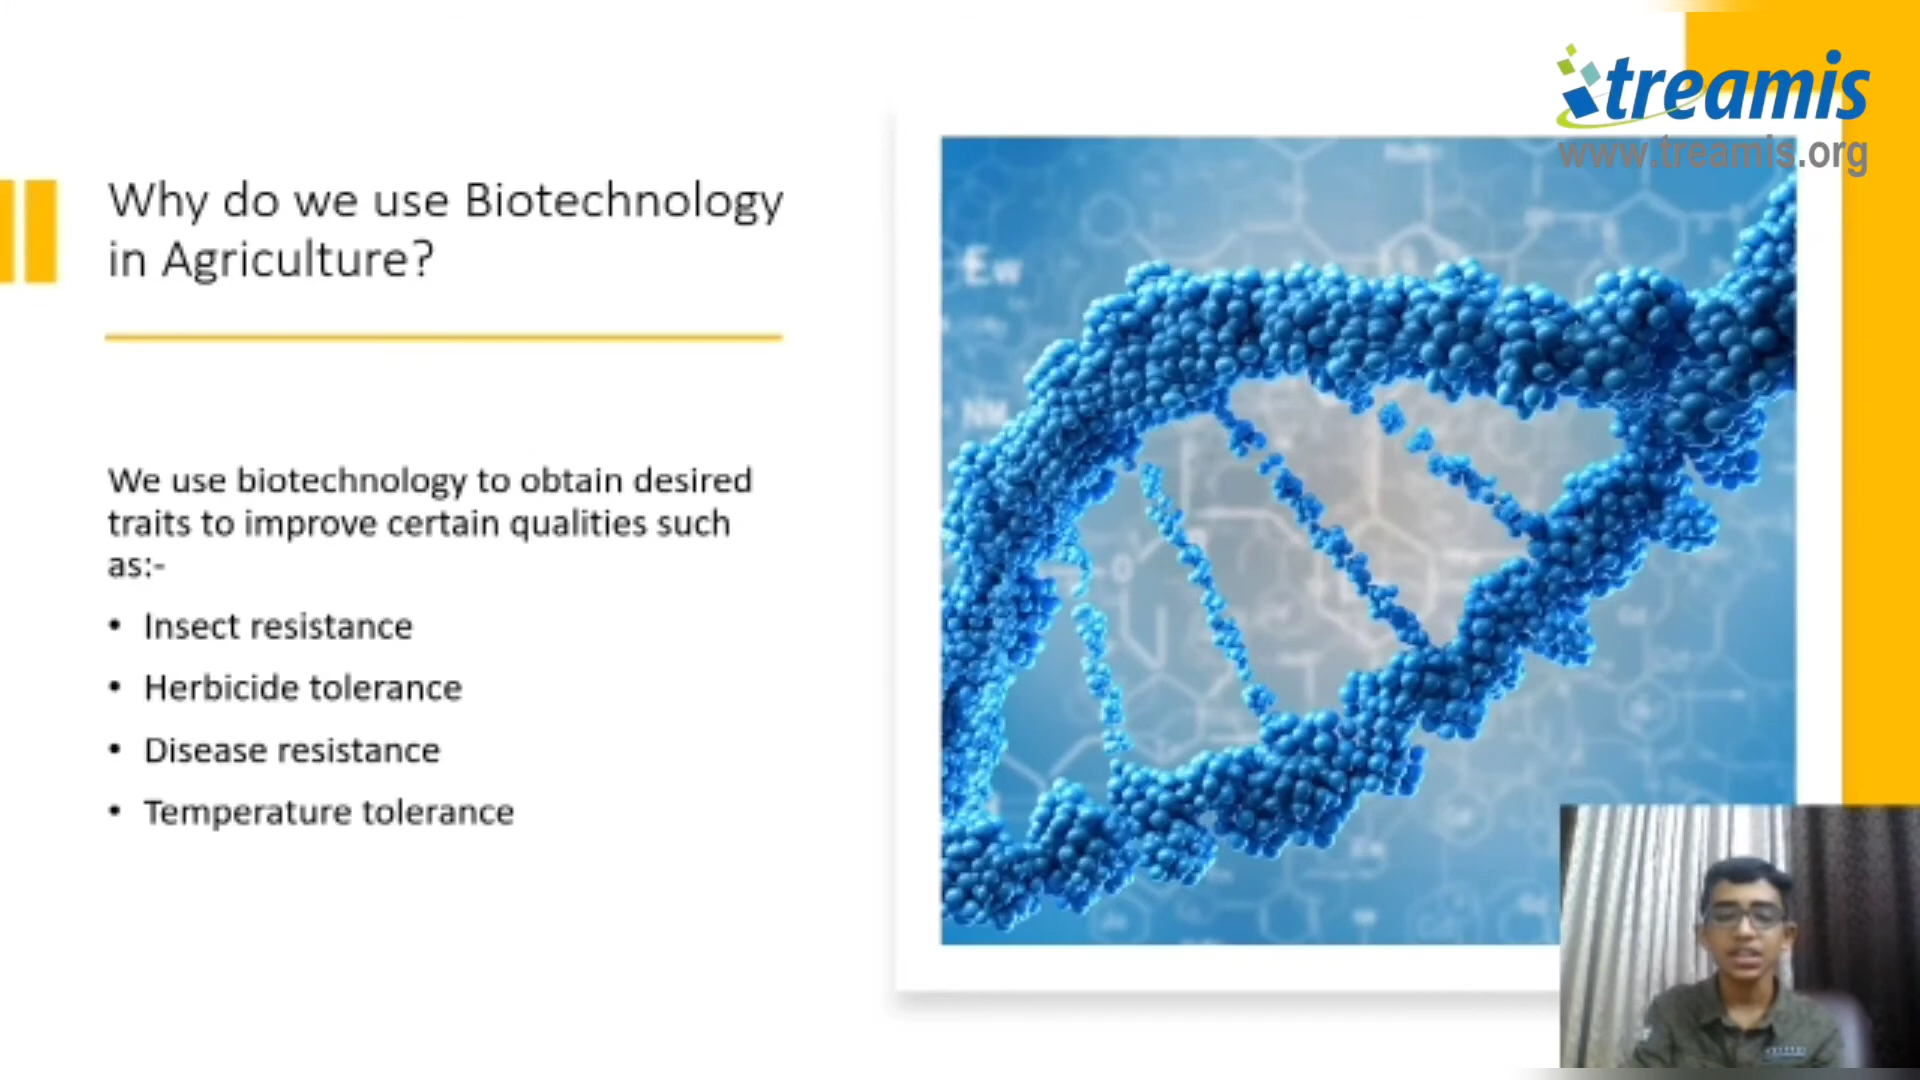 treamis
www.treamis.org
Why do we use Biotechnology
in Agriculture?
We use biotechnology to obtain desired
traits to improve certain qualities such
as:-
• Insect resistance
• Herbicide tolerance
• Disease resistance
• Temperature tolerance